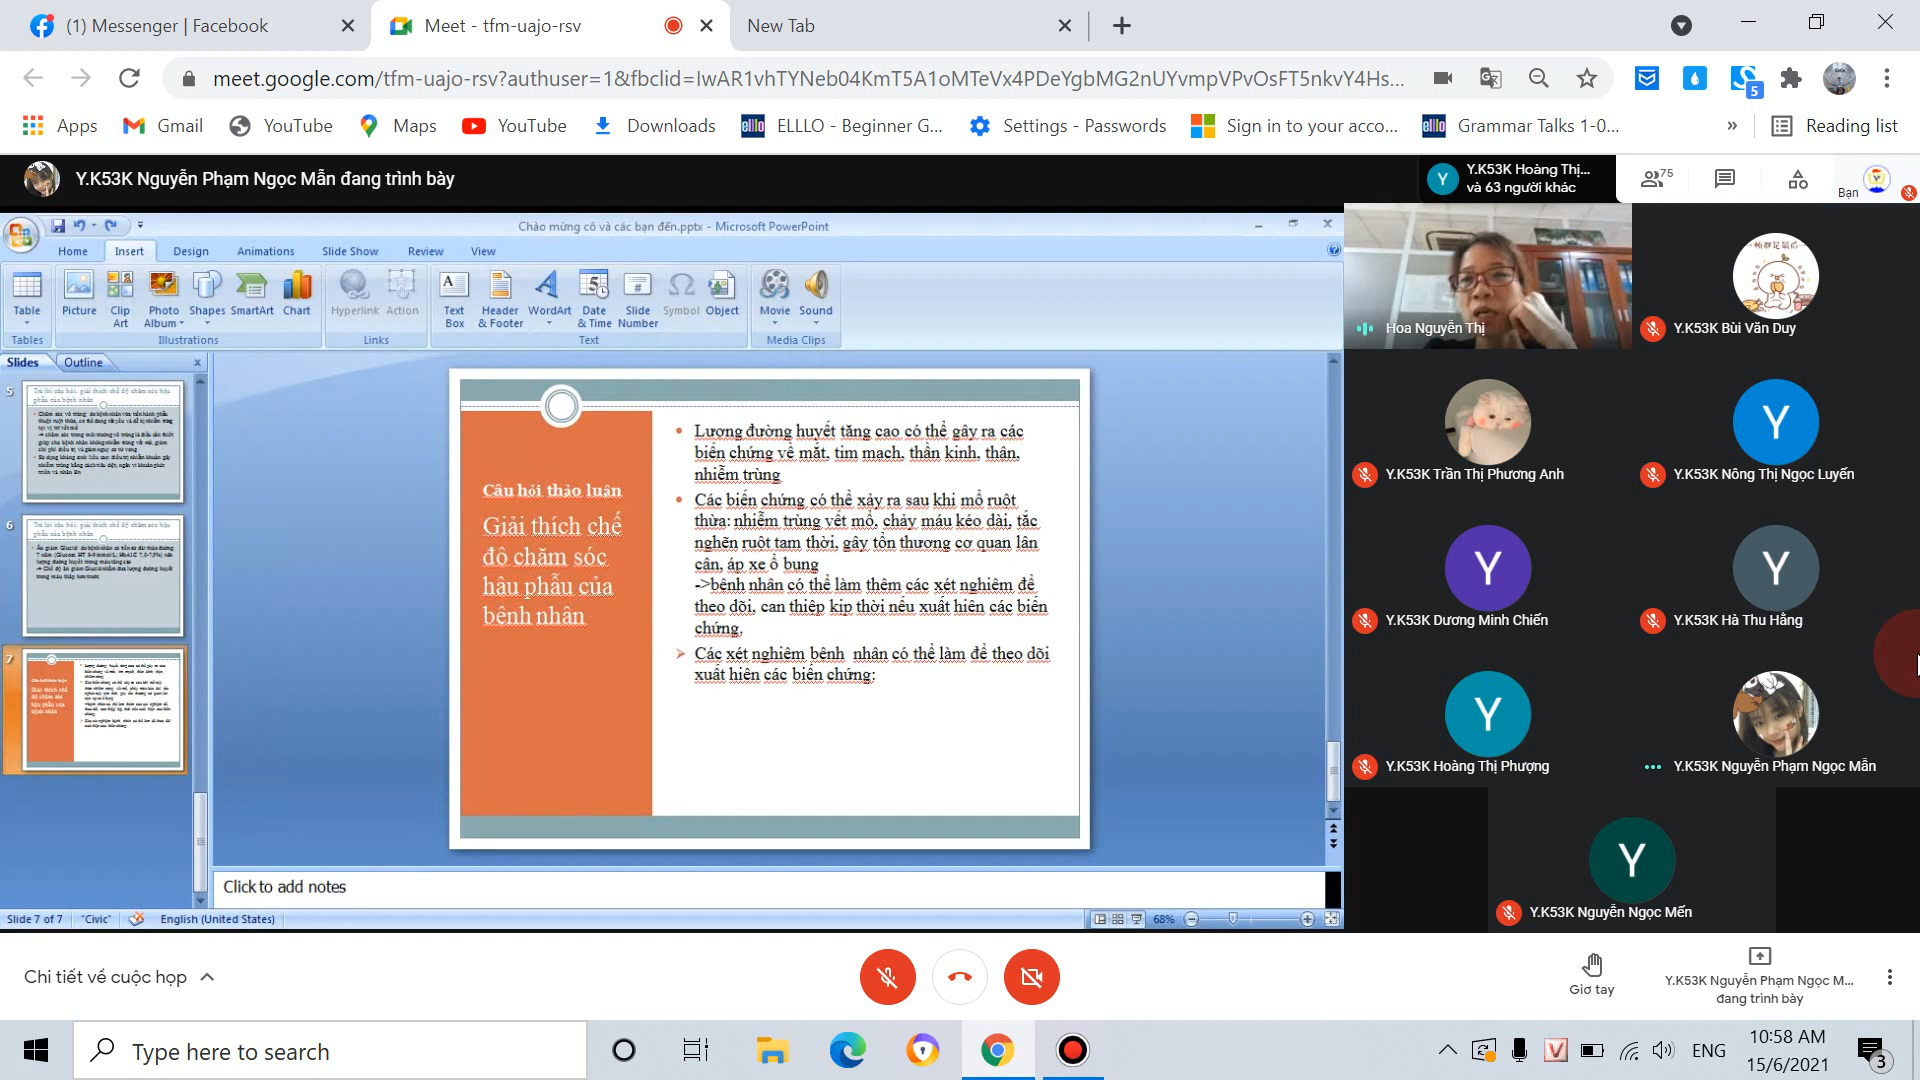 (1) Messenger | Facebook
Meet - tfm-uajo-rsv
New Tab
meet.google.com/tfm-uajo-rsv?authuser=1&fbclid=IwAR1vhTYNeb04KmT5A1oMTeVx4PDeYgbMG2nUYvmpVPvOsFT5nkvY4Hs...
5
Apps
Gmail
YouTube
Maps
YouTube
Downloads
ELLLO - Beginner G...
Settings - Passwords
Sign in to your acco...
Grammar Talks 1-0...
»
Reading list
Y.K53K Nguyễn Phạm Ngọc Mẫn đang trình bày
Y
Y.K53K Hoàng Thị...
và 63 người khác
75
Bạn
Chào mừng cô và các bạn đến.pptx - Microsoft PowerPoint
Home
Insert
Design
Animations
Slide Show
Review
View
Table
Picture
Clip Art
Photo Album
Shapes
SmartArt
Chart
Hyperlink
Action
Text Box
Header & Footer
WordArt
Date & Time
Slide Number
Symbol
Object
Movie
Sound
Tables
Illustrations
Links
Text
Media Clips
Slides
Outline
5
6
7
Câu hỏi thảo luận
Giải thích chế
độ chăm sóc
hậu phẫu của
bệnh nhân
Lượng đường huyết tăng cao có thể gây ra các
biến chứng về mắt, tim mạch, thần kinh, thận,
nhiễm trùng
Các biến chứng có thể xảy ra sau khi mổ ruột
thừa: nhiễm trùng vết mổ, chảy máu kéo dài, tắc
nghẽn ruột tạm thời, gây tổn thương cơ quan lân
cận, áp xe ổ bụng
->bệnh nhân có thể làm thêm các xét nghiệm để
theo dõi, can thiệp kịp thời nếu xuất hiện các biến
chứng,
Các xét nghiệm bệnh nhân có thể làm để theo dõi
xuất hiện các biến chứng:
Click to add notes
Slide 7 of 7
"Civic"
English (United States)
68%
Hoa Nguyễn Thị
Y.K53K Bùi Văn Duy
Y.K53K Trần Thị Phương Anh
Y
Y.K53K Nông Thị Ngọc Luyến
Y
Y.K53K Dương Minh Chiến
Y
Y.K53K Hà Thu Hằng
Y
Y.K53K Hoàng Thị Phượng
Y.K53K Nguyễn Phạm Ngọc Mẫn
Y
Y.K53K Nguyễn Ngọc Mến
Chi tiết về cuộc họp
Giơ tay
Y.K53K Nguyễn Phạm Ngọc M...
đang trình bày
Type here to search
ENG
10:58 AM
15/6/2021
3